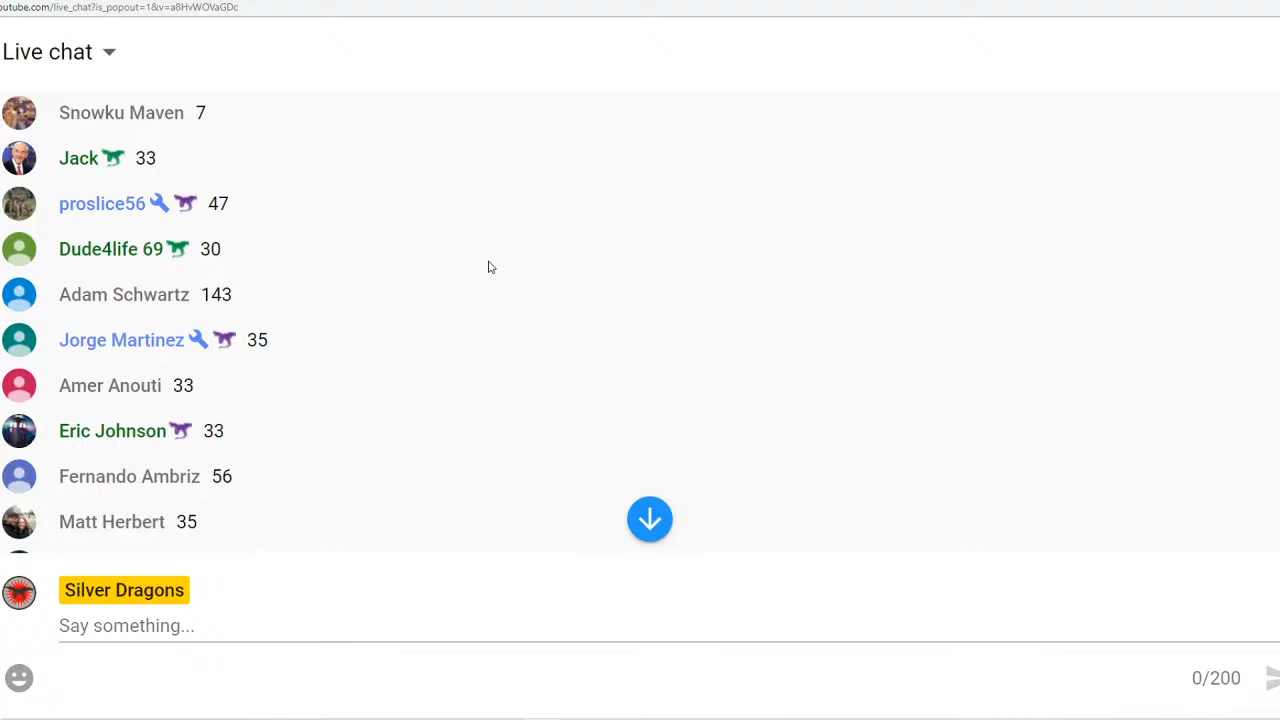 outube.com/live_chat?is_popout=1&v=a8HvWOVaGDc
Live chat
Snowku Maven 7
Jack 33
proslice56 47
Dude4life 69 30
Adam Schwartz 143
Jorge Martinez 35
Amer Anouti 33
Eric Johnson 33
Fernando Ambriz 56
Matt Herbert 35
Silver Dragons
Say something...
0/200